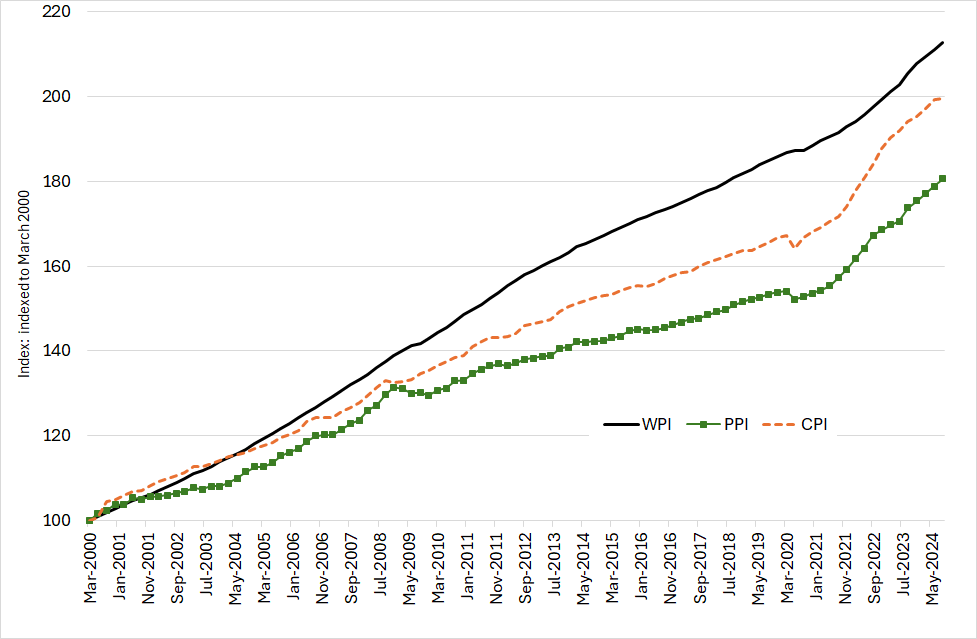 220
200
180
160
140
120
100
Index: indexed to March 2000
WPI PPI CPI
Mar-2000
Jan-2001
Nov-2001
Sep-2002
Jul-2003
May-2004
Mar-2005
Jan-2006
Nov-2006
Sep-2007
Jul-2008
May-2009
Mar-2010
Jan-2011
Nov-2011
Sep-2012
Jul-2013
May-2014
Mar-2015
Jan-2016
Nov-2016
Sep-2017
Jul-2018
May-2019
Mar-2020
Jan-2021
Nov-2021
Sep-2022
Jul-2023
May-2024